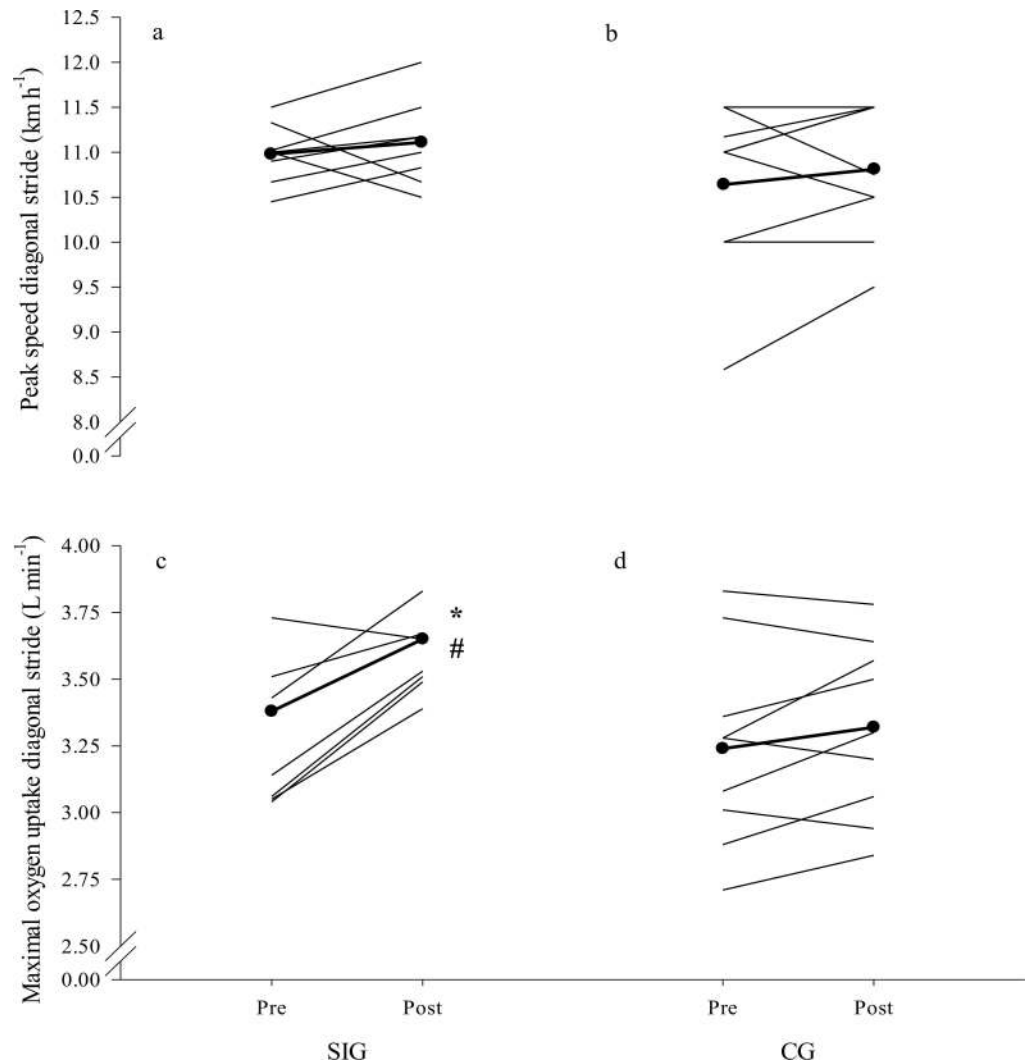 Peak speed diagonal stride (km h⁻¹)
12.5
12.0
11.5
11.0
10.5
10.0
9.5
9.0
8.5
8.0
0.0
a
b
Maximal oxygen uptake diagonal stride (L min⁻¹)
4.00
3.75
3.50
3.25
3.00
2.75
2.50
0.00
c
*
#
d
Pre Post Pre Post
SIG CG